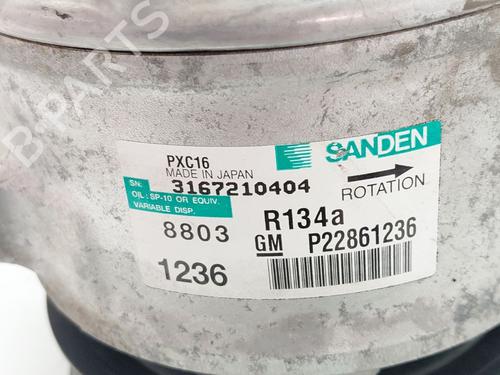 B-PARTS
PXC16
MADE IN JAPAN
SANDEN
SN: 3167210404
OIL: SP-10 OR EQUIV.
VARIABLE DISP.
ROTATION
8803
R134a
GM P22861236
1236